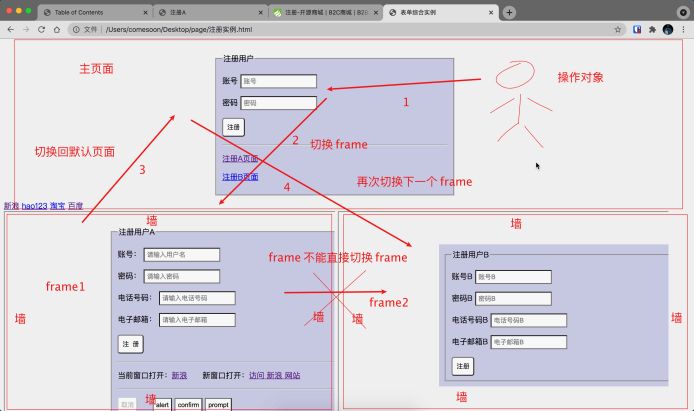 Table of Contents
注册A
注册-开源商城 | B2C商城 | B2B
表单综合实例
文件 | /Users/comesoon/Desktop/page/注册实例.html
主页面
注册用户
账号 账号
密码 密码
注册
注册A页面
注册B页面
操作对象
1
2
切换 frame
切换回默认页面
3
4
再次切换下一个 frame
新浪 hao123 淘宝 百度
墙
注册用户A
账号： 请输入用户名
密码： 请输入密码
电话号码： 请输入电话号码
电子邮箱： 请输入电子邮箱
注 册
当前窗口打开：新浪 新窗口打开：访问 新浪 网站
取消 alert confirm prompt
frame1
墙
墙
墙
frame 不能直接切换 frame
frame2
墙
墙
注册用户B
账号B 账号B
密码B 密码B
电话号码B 电话号码B
电子邮箱B 电子邮箱B
注册
墙
墙